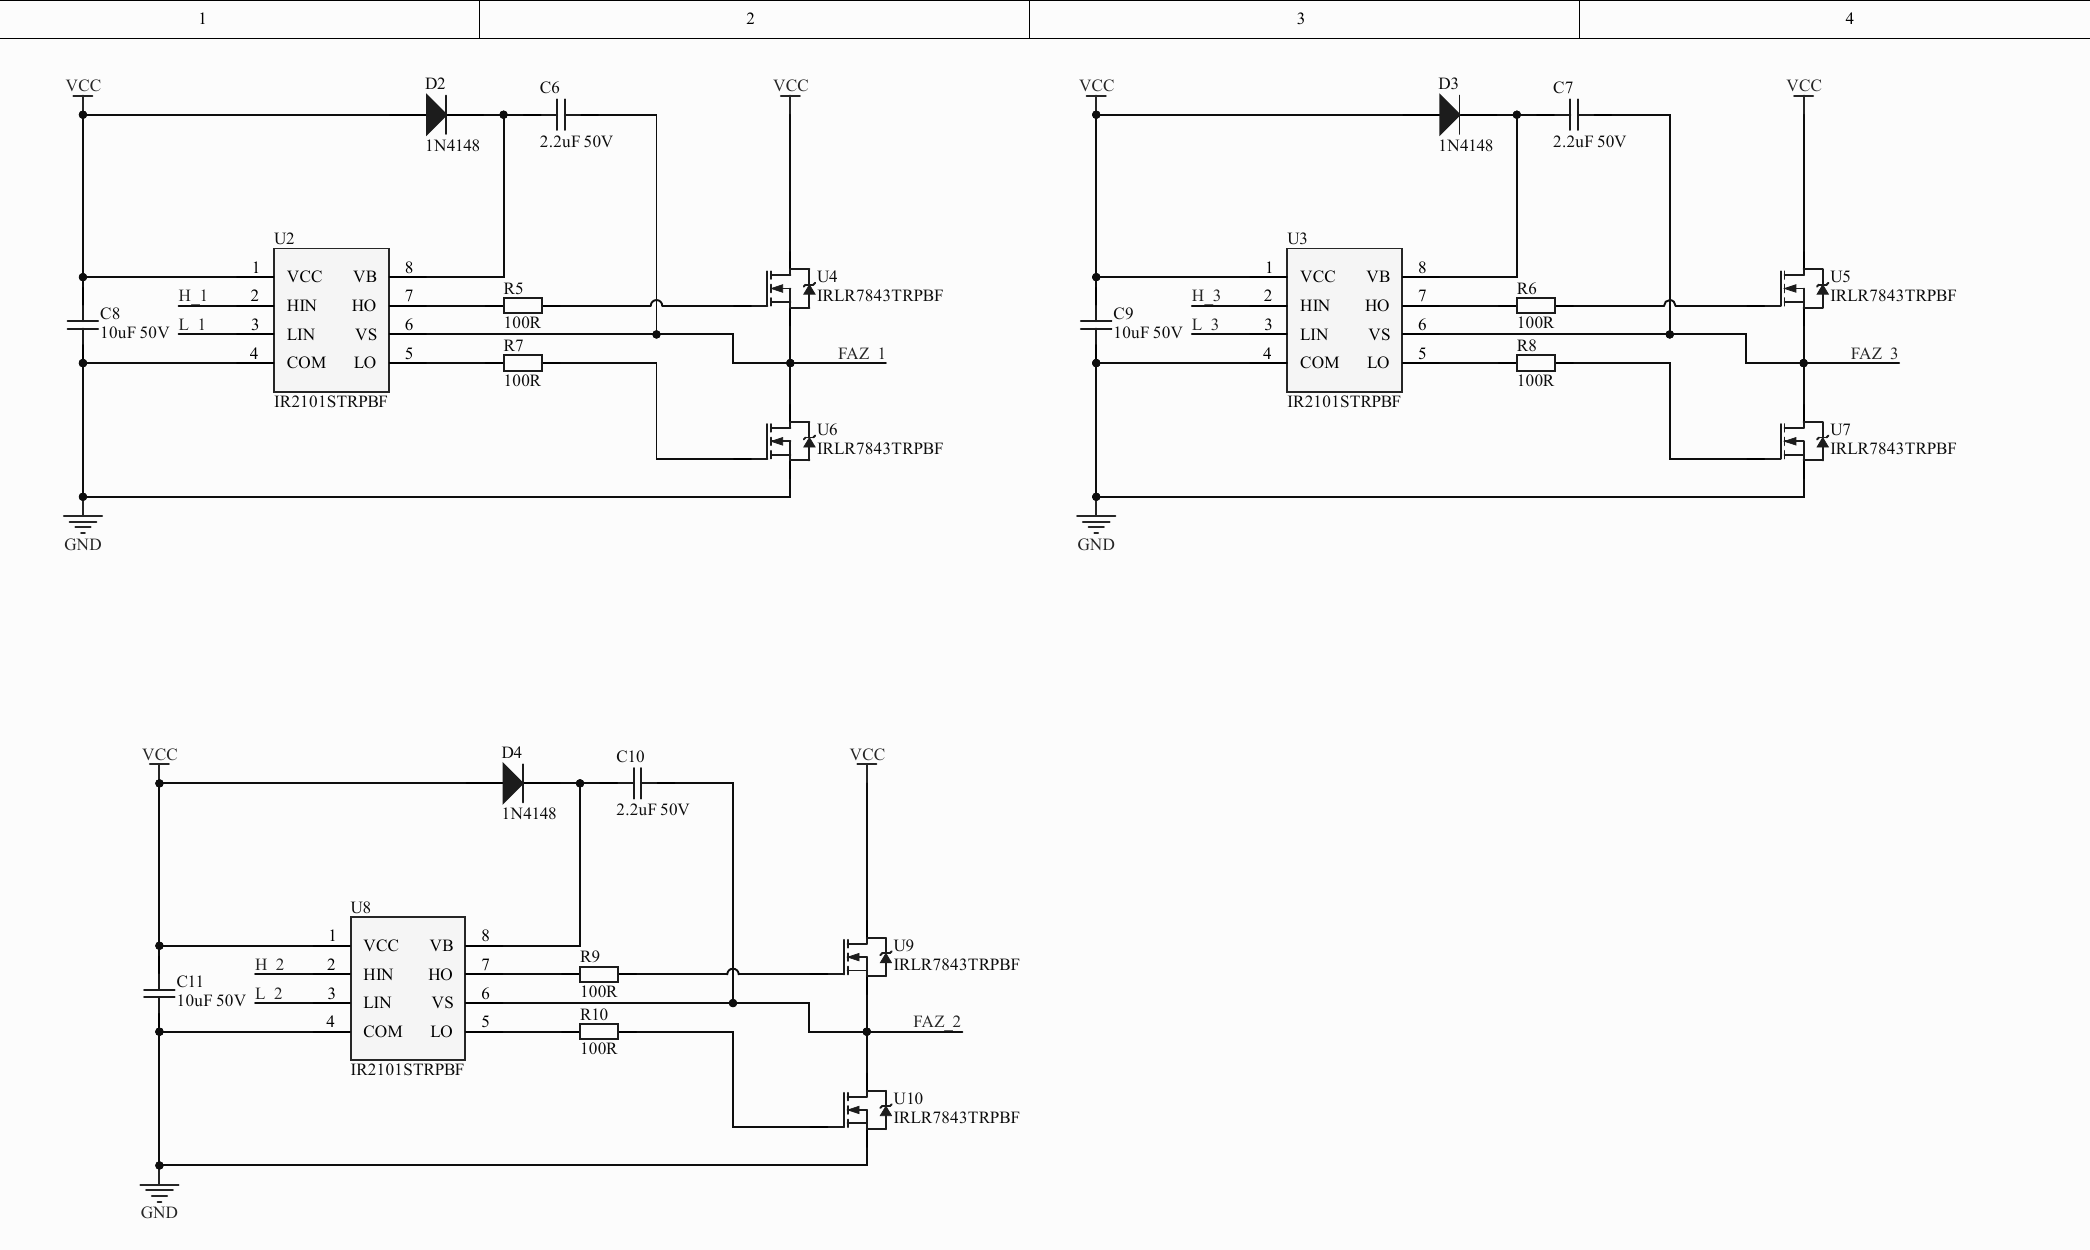 1 2 3 4
VCC D2 C6 VCC
1N4148 2.2uF 50V
U2
1 VCC VB 8
H_1 2 HIN HO 7 R5 U4
IRLR7843TRPBF
C8 100R
10uF 50V L_1 3 LIN VS 6
R7
4 COM LO 5 FAZ_1
100R
IR2101STRPBF
U6
IRLR7843TRPBF
GND
VCC D3 C7 VCC
1N4148 2.2uF 50V
U3
1 VCC VB 8
H_3 2 HIN HO 7 R6 U5
IRLR7843TRPBF
C9 100R
10uF 50V L_3 3 LIN VS 6
R8
4 COM LO 5 FAZ_3
100R
IR2101STRPBF
U7
IRLR7843TRPBF
GND
VCC D4 C10 VCC
1N4148 2.2uF 50V
U8
1 VCC VB 8
H_2 2 HIN HO 7 R9 U9
IRLR7843TRPBF
C11 100R
10uF 50V L_2 3 LIN VS 6
R10
4 COM LO 5 FAZ_2
100R
IR2101STRPBF
U10
IRLR7843TRPBF
GND